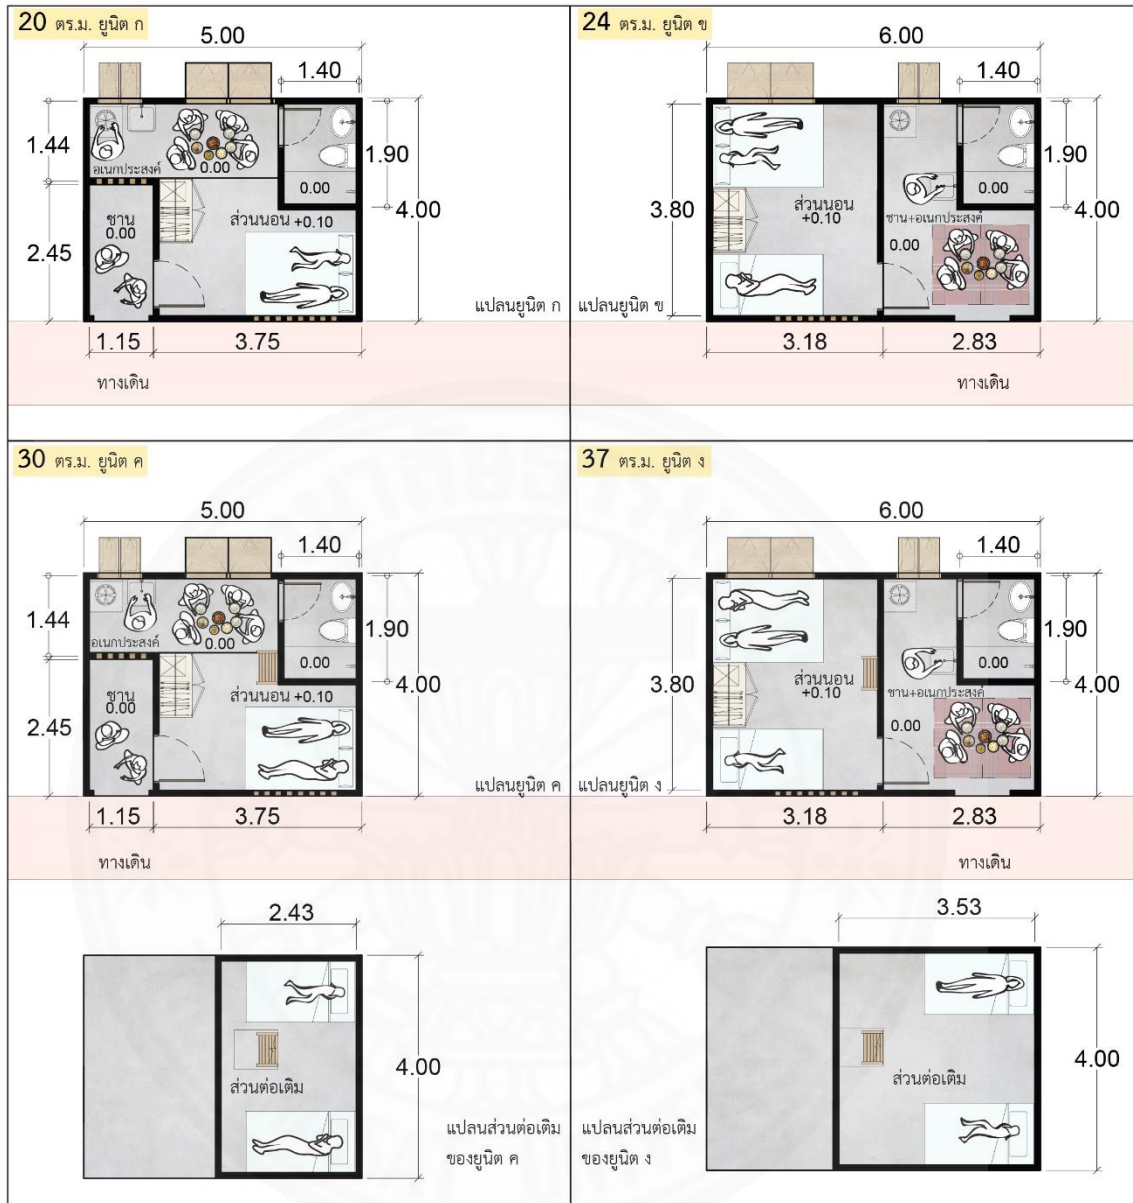 20 ตร.ม. ยูนิต ก
5.00
1.40
1.44
1.90
อเนกประสงค์
0.00
0.00
4.00
ชาน
0.00
ส่วนนอน +0.10
2.45
แปลนยูนิต ก
1.15
3.75
ทางเดิน
24 ตร.ม. ยูนิต ข
6.00
1.40
1.90
0.00
3.80
ส่วนนอน
+0.10
ชาน+อเนกประสงค์
4.00
0.00
แปลนยูนิต ข
3.18
2.83
ทางเดิน
30 ตร.ม. ยูนิต ค
5.00
1.40
1.44
1.90
อเนกประสงค์
0.00
0.00
4.00
ชาน
0.00
ส่วนนอน +0.10
2.45
แปลนยูนิต ค
1.15
3.75
ทางเดิน
2.43
4.00
ส่วนต่อเติม
แปลนส่วนต่อเติม
ของยูนิต ค
37 ตร.ม. ยูนิต ง
6.00
1.40
1.90
0.00
3.80
ส่วนนอน
+0.10
ชาน+อเนกประสงค์
4.00
0.00
แปลนยูนิต ง
3.18
2.83
ทางเดิน
3.53
4.00
ส่วนต่อเติม
แปลนส่วนต่อเติม
ของยูนิต ง